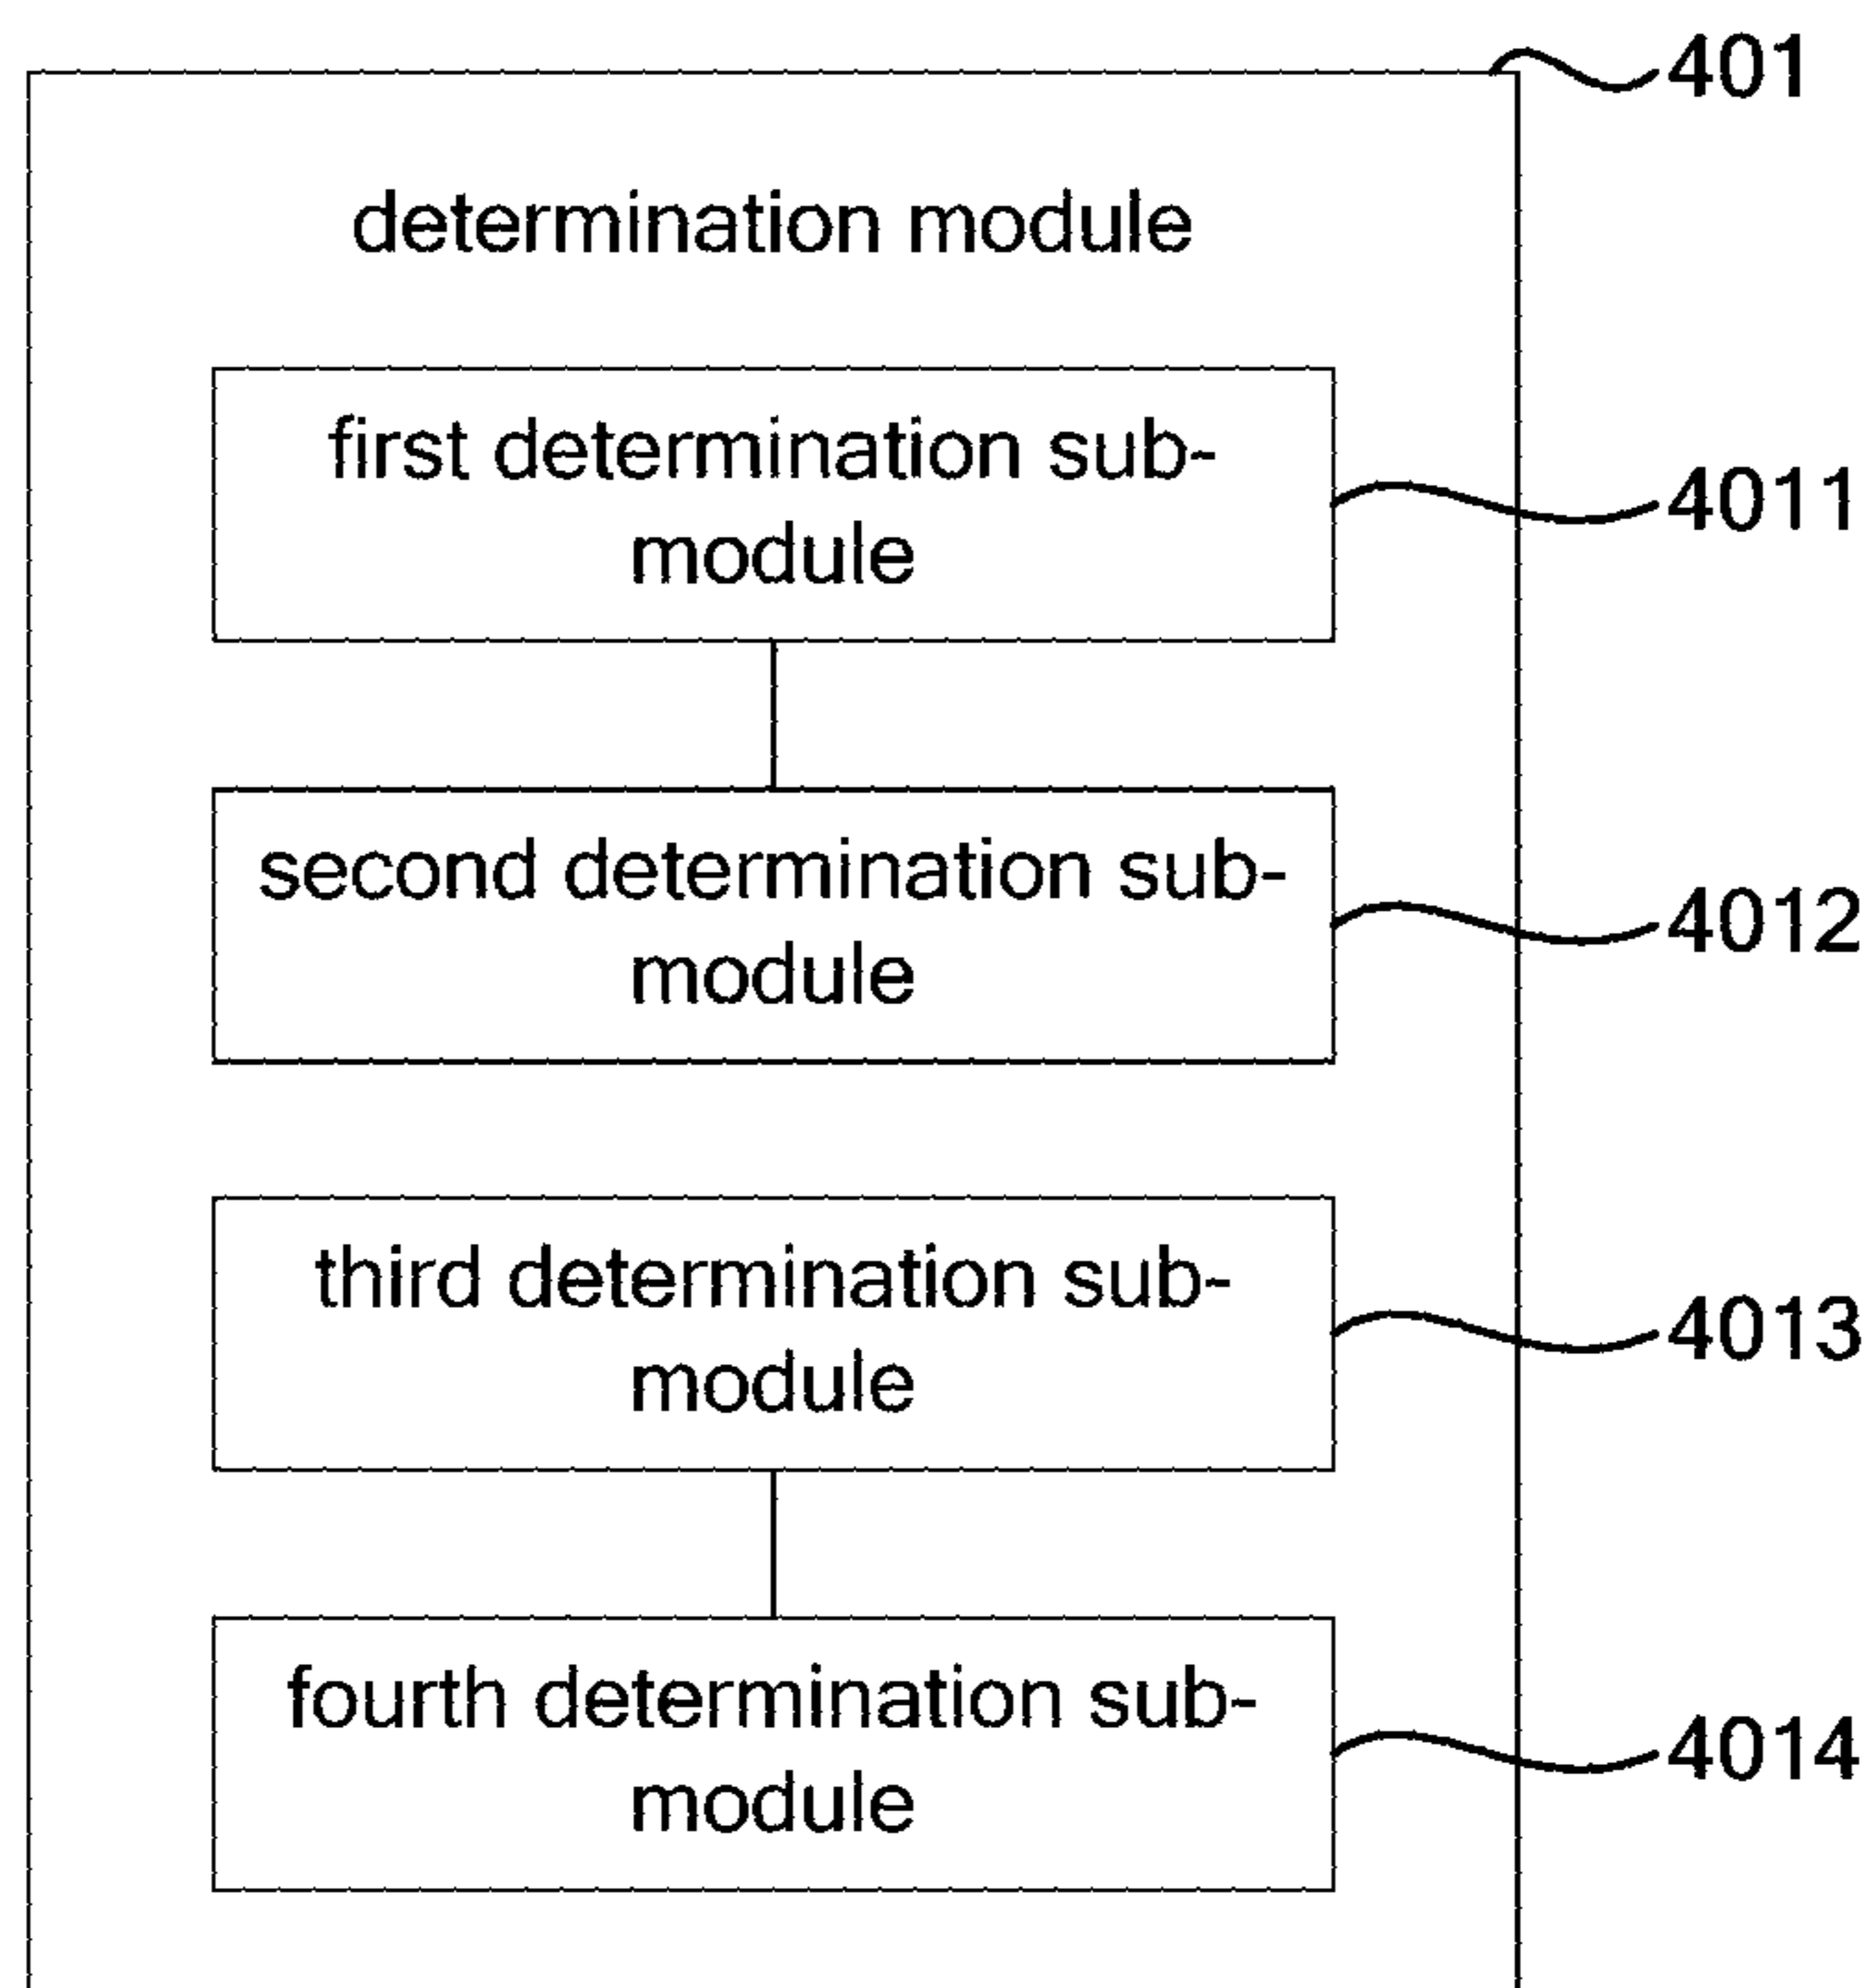 401
determination module
first determination sub-
module
4011
second determination sub-
module
4012
third determination sub-
module
4013
fourth determination sub-
module
4014